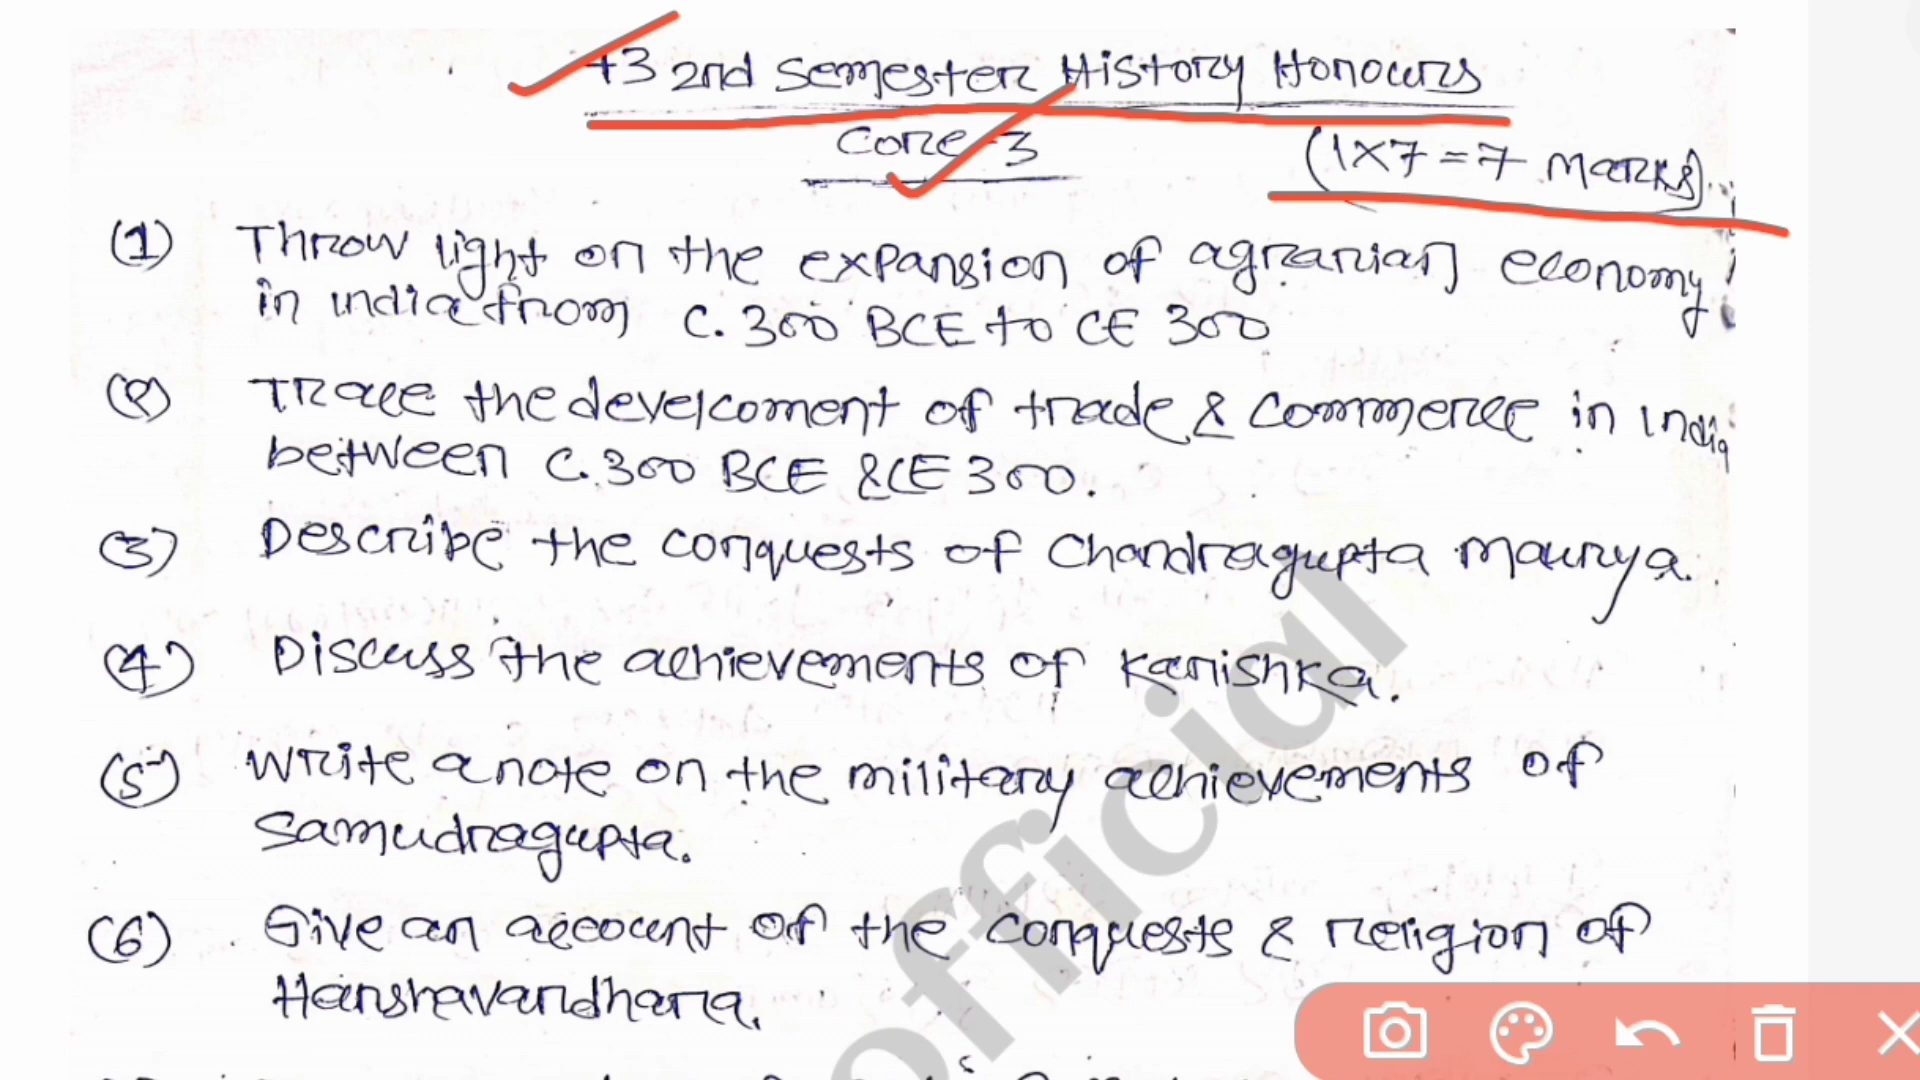 +3 2nd Semester History Honours
Core-3
(1X7=7 Marks)
(1) Throw light on the expansion of agrarian economy
in india from C. 300 BCE to CE 300
(2) Trace the develcoment of trade & commerce in india
between C. 300 BCE & CE 300.
(3) Describe the conquests of Chandragupta Maurya.
(4) Discuss the achievements of Kanishka.
(5) Write a note on the military achievements of
Samudragupta.
(6) Give an account of the conquests & religion of
Harshavardhana.
official